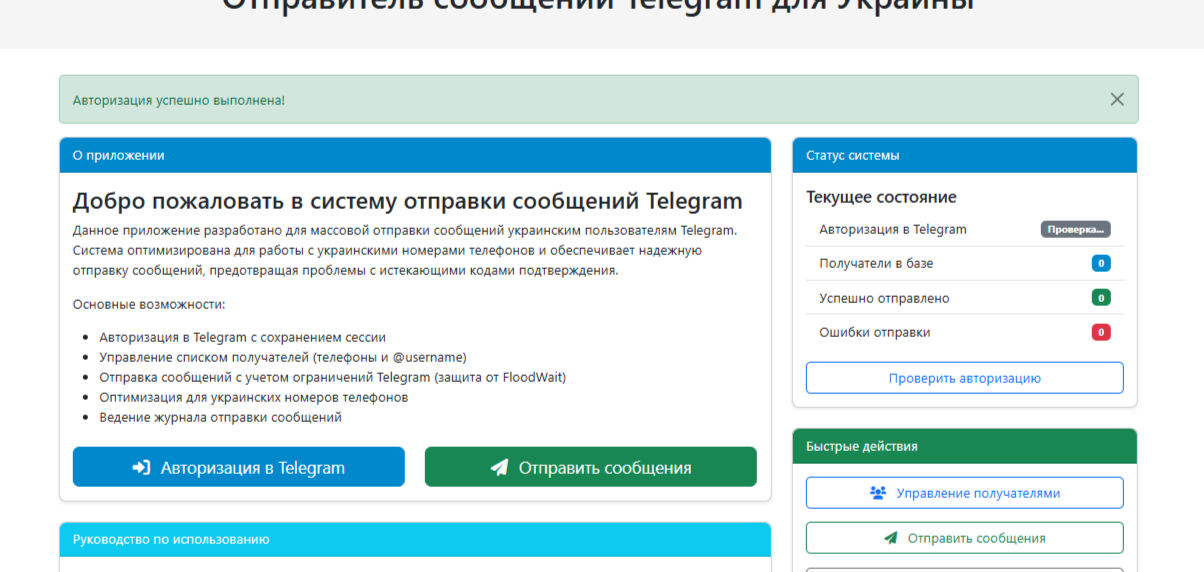 Отправитель сообщений Telegram для Украины
Авторизация успешно выполнена!
О приложении
Добро пожаловать в систему отправки сообщений Telegram
Данное приложение разработано для массовой отправки сообщений украинским пользователям Telegram.
Система оптимизирована для работы с украинскими номерами телефонов и обеспечивает надежную
отправку сообщений, предотвращая проблемы с истекающими кодами подтверждения.
Основные возможности:
Авторизация в Telegram с сохранением сессии
Управление списком получателей (телефоны и @username)
Отправка сообщений с учетом ограничений Telegram (защита от FloodWait)
Оптимизация для украинских номеров телефонов
Ведение журнала отправки сообщений
Авторизация в Telegram
Отправить сообщения
Руководство по использованию
Статус системы
Текущее состояние
Авторизация в Telegram Проверка...
Получатели в базе 0
Успешно отправлено 0
Ошибки отправки 0
Проверить авторизацию
Быстрые действия
Управление получателями
Отправить сообщения